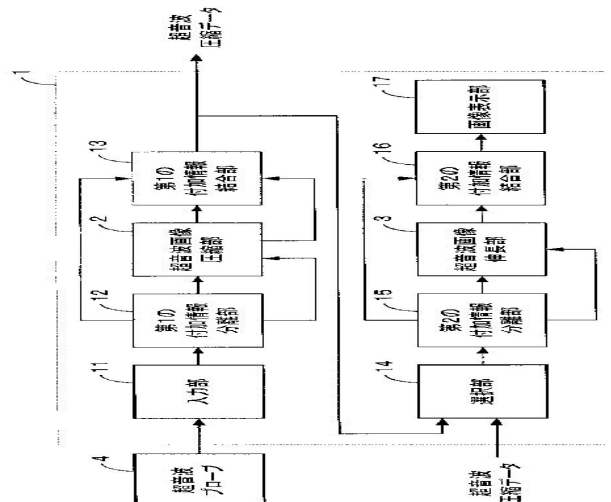 1
超音波
圧縮データ
4
超音波
プローブ
11
入力部
12
第1の
付加情報
分離部
2
超音波画像
圧縮部
13
第1の
付加情報
結合部
超音波
圧縮データ
14
選択部
15
第2の
付加情報
分離部
3
超音波画像
伸長部
16
第2の
付加情報
結合部
17
画像表示部